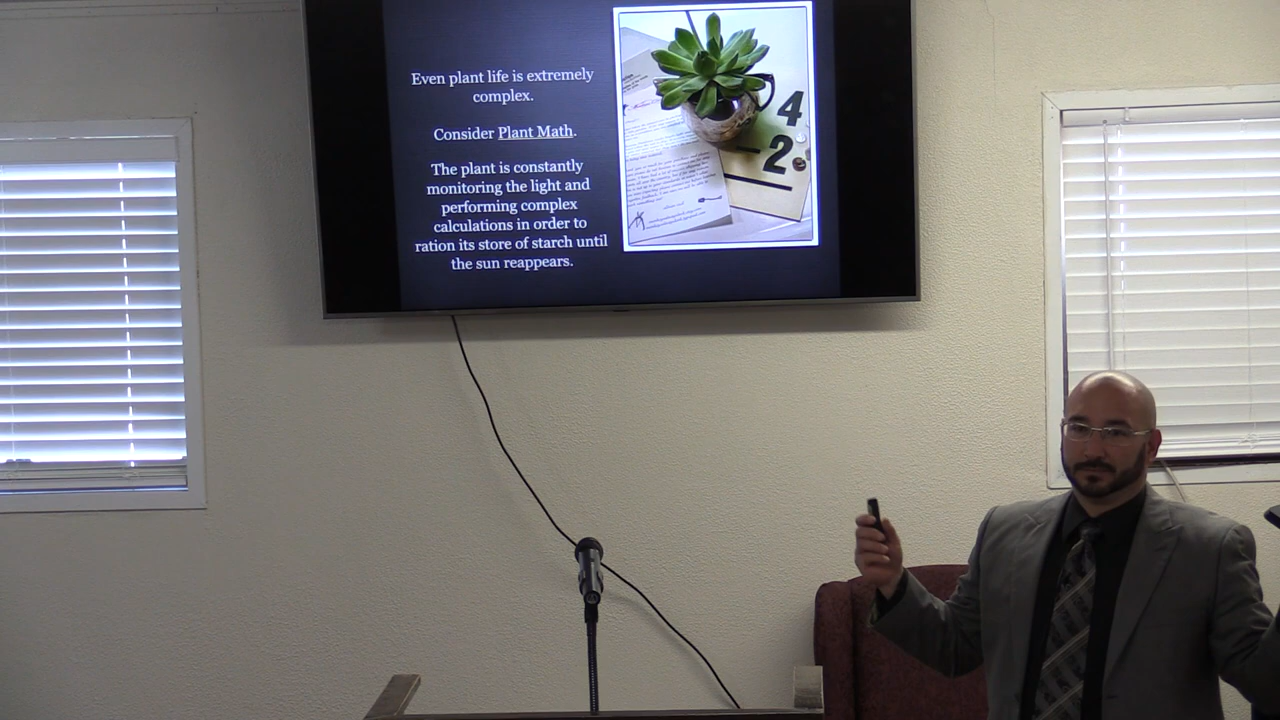 Even plant life is extremely
complex.
Consider Plant Math.
The plant is constantly
monitoring the light and
performing complex
calculations in order to
ration its store of starch until
the sun reappears.
4
-2